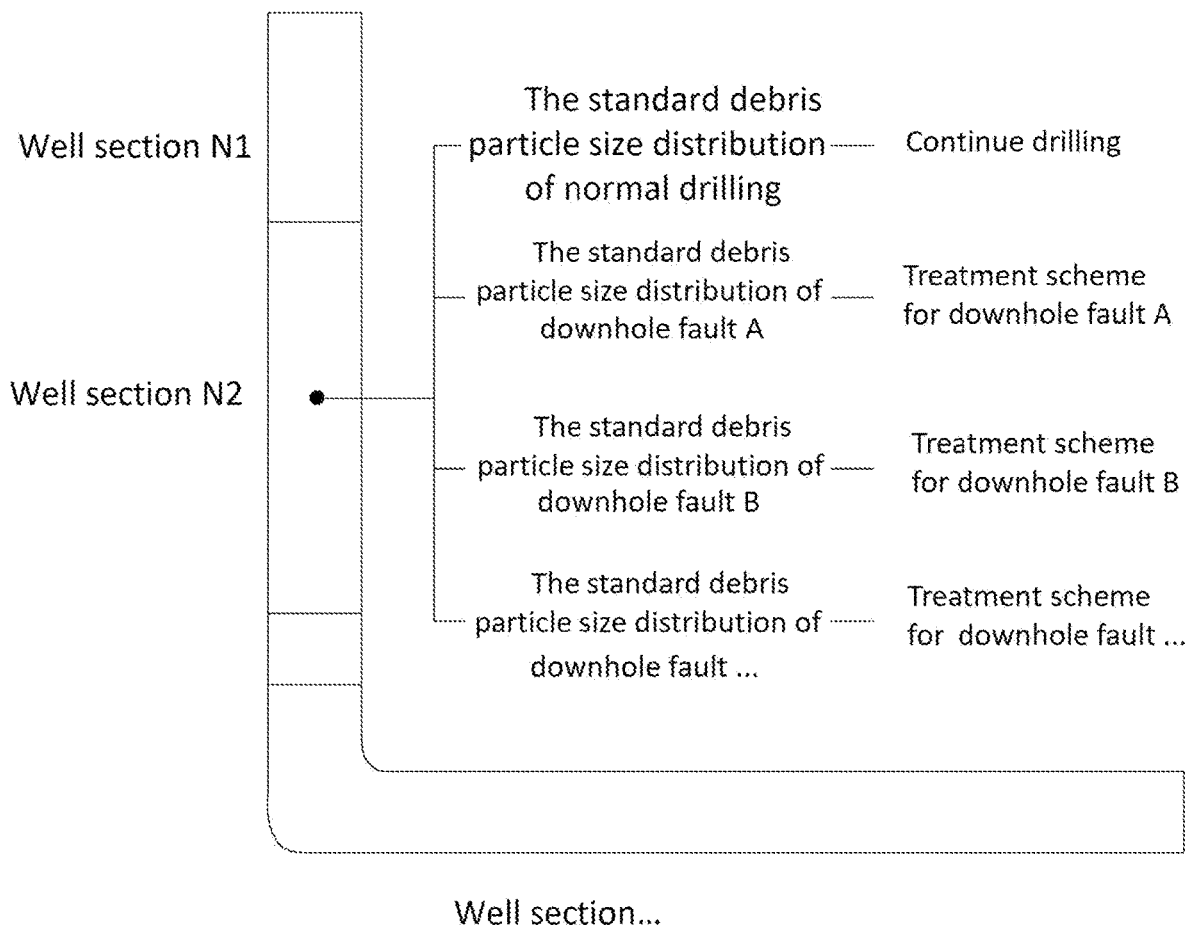 Well section N1
The standard debris
particle size distribution
of normal drilling
Continue drilling
The standard debris
particle size distribution of
downhole fault A
Treatment scheme
for downhole fault A
Well section N2
The standard debris
particle size distribution of
downhole fault B
Treatment scheme
for downhole fault B
The standard debris
particle size distribution of
downhole fault ...
Treatment scheme
for downhole fault ...
Well section...